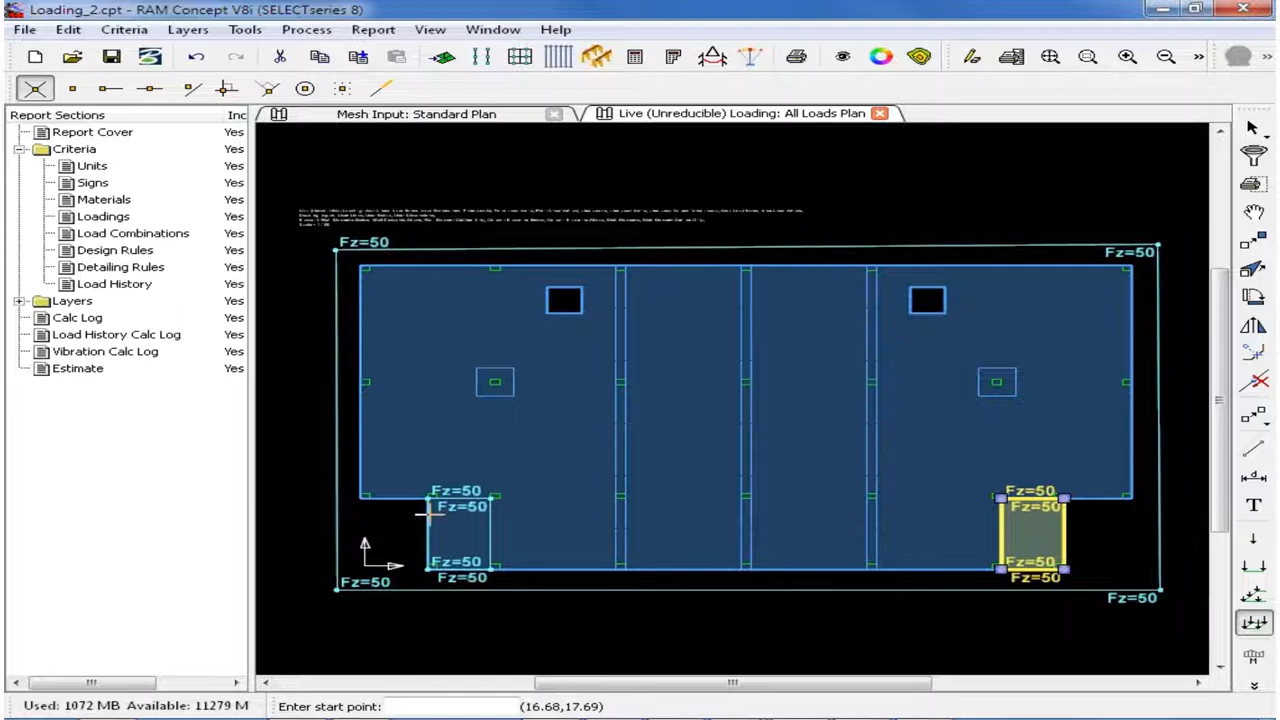 Loading_2.cpt - RAM Concept V8i (SELECTseries 8)
File Edit Criteria Layers Tools Process Report View Window Help
Report Sections Inc
Mesh Input: Standard Plan
Live (Unreducible) Loading: All Loads Plan
Report Cover Yes
Criteria Yes
Units Yes
Signs Yes
Materials Yes
Loadings Yes
Load Combinations Yes
Design Rules Yes
Detailing Rules Yes
Load History Yes
Layers Yes
Calc Log Yes
Load History Calc Log Yes
Vibration Calc Log Yes
Estimate Yes
Fz=50
Fz=50
Fz=50
Fz=50
Fz=50
Fz=50
Fz=50
Fz=50
Fz=50
Fz=50
Fz=50
Fz=50
T
M
Used: 1072 MB Available: 11279 M
Enter start point: (16.68,17.69)